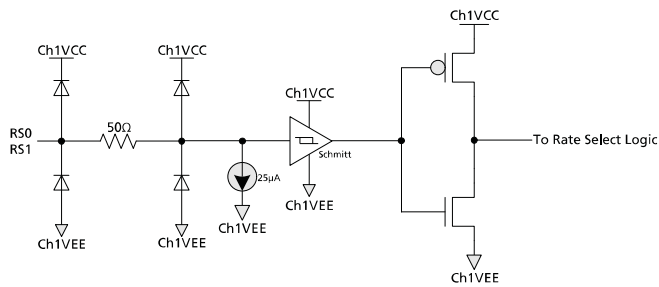 Ch1VCC
Ch1VCC
Ch1VCC
Ch1VCC
RS0
RS1
50Ω
Schmitt
To Rate Select Logic
25µA
Ch1VEE
Ch1VEE
Ch1VEE
Ch1VEE
Ch1VEE